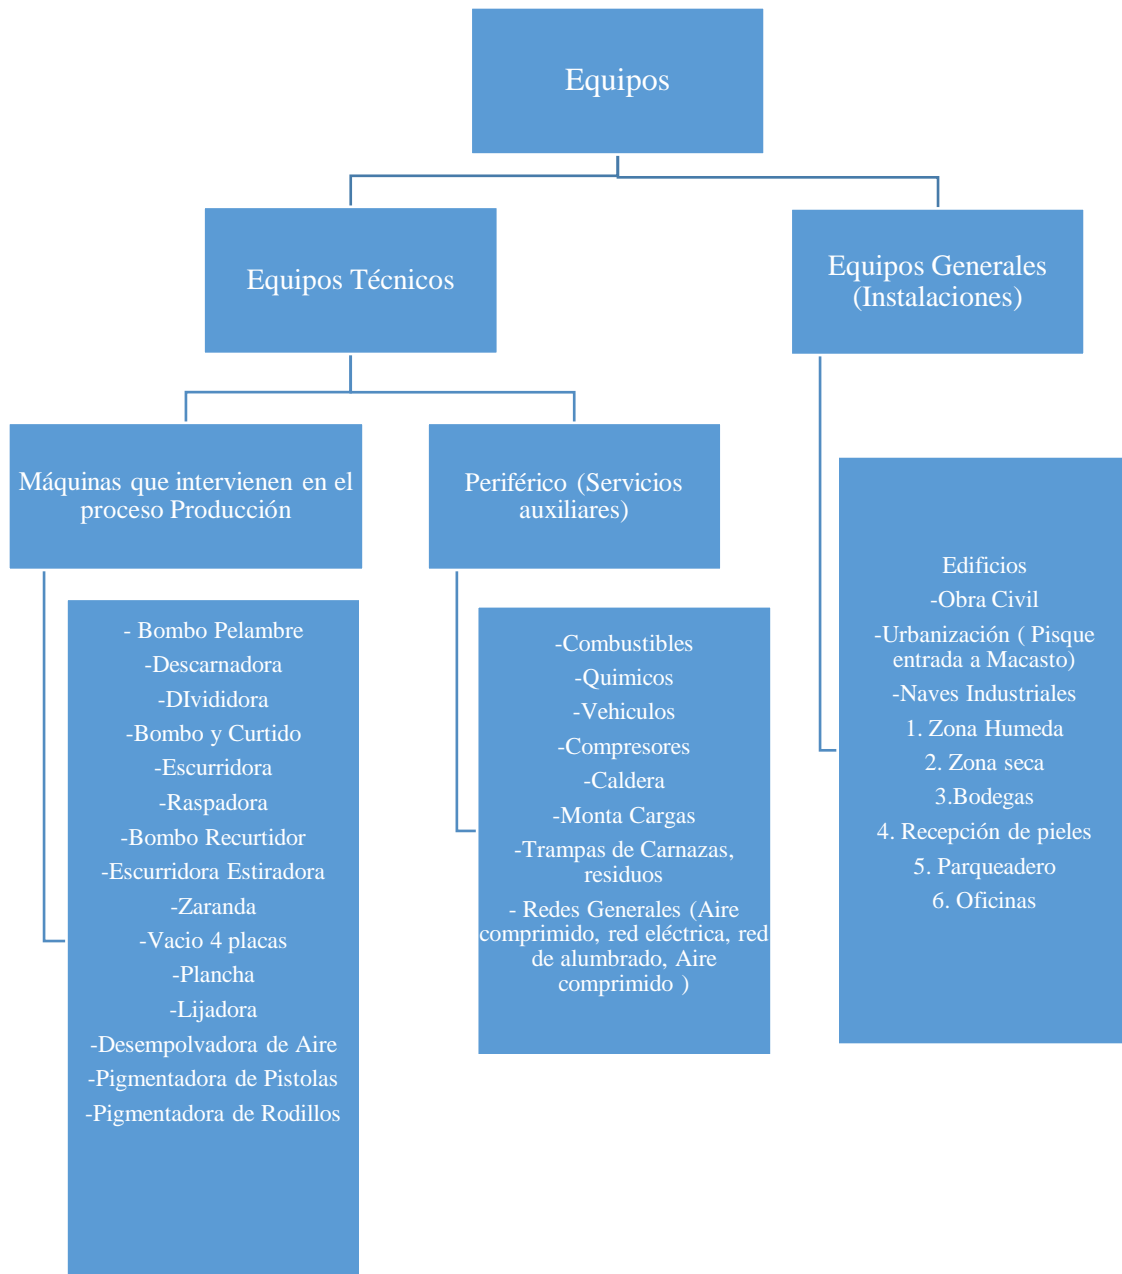 Equipos
Equipos Técnicos
Equipos Generales
(Instalaciones)
Máquinas que intervienen en el
proceso Producción
Periférico (Servicios
auxiliares)
- Bombo Pelambre
-Descarnadora
-DIvididora
-Bombo y Curtido
-Escurridora
-Raspadora
-Bombo Recurtidor
-Escurridora Estiradora
-Zaranda
-Vacio 4 placas
-Plancha
-Lijadora
-Desempolvadora de Aire
-Pigmentadora de Pistolas
-Pigmentadora de Rodillos
-Combustibles
-Quimicos
-Vehiculos
-Compresores
-Caldera
-Monta Cargas
-Trampas de Carnazas,
residuos
- Redes Generales (Aire
comprimido, red eléctrica, red
de alumbrado, Aire
comprimido )
Edificios
-Obra Civil
-Urbanización ( Pisque
entrada a Macasto)
-Naves Industriales
1. Zona Humeda
2. Zona seca
3.Bodegas
4. Recepción de pieles
5. Parqueadero
6. Oficinas